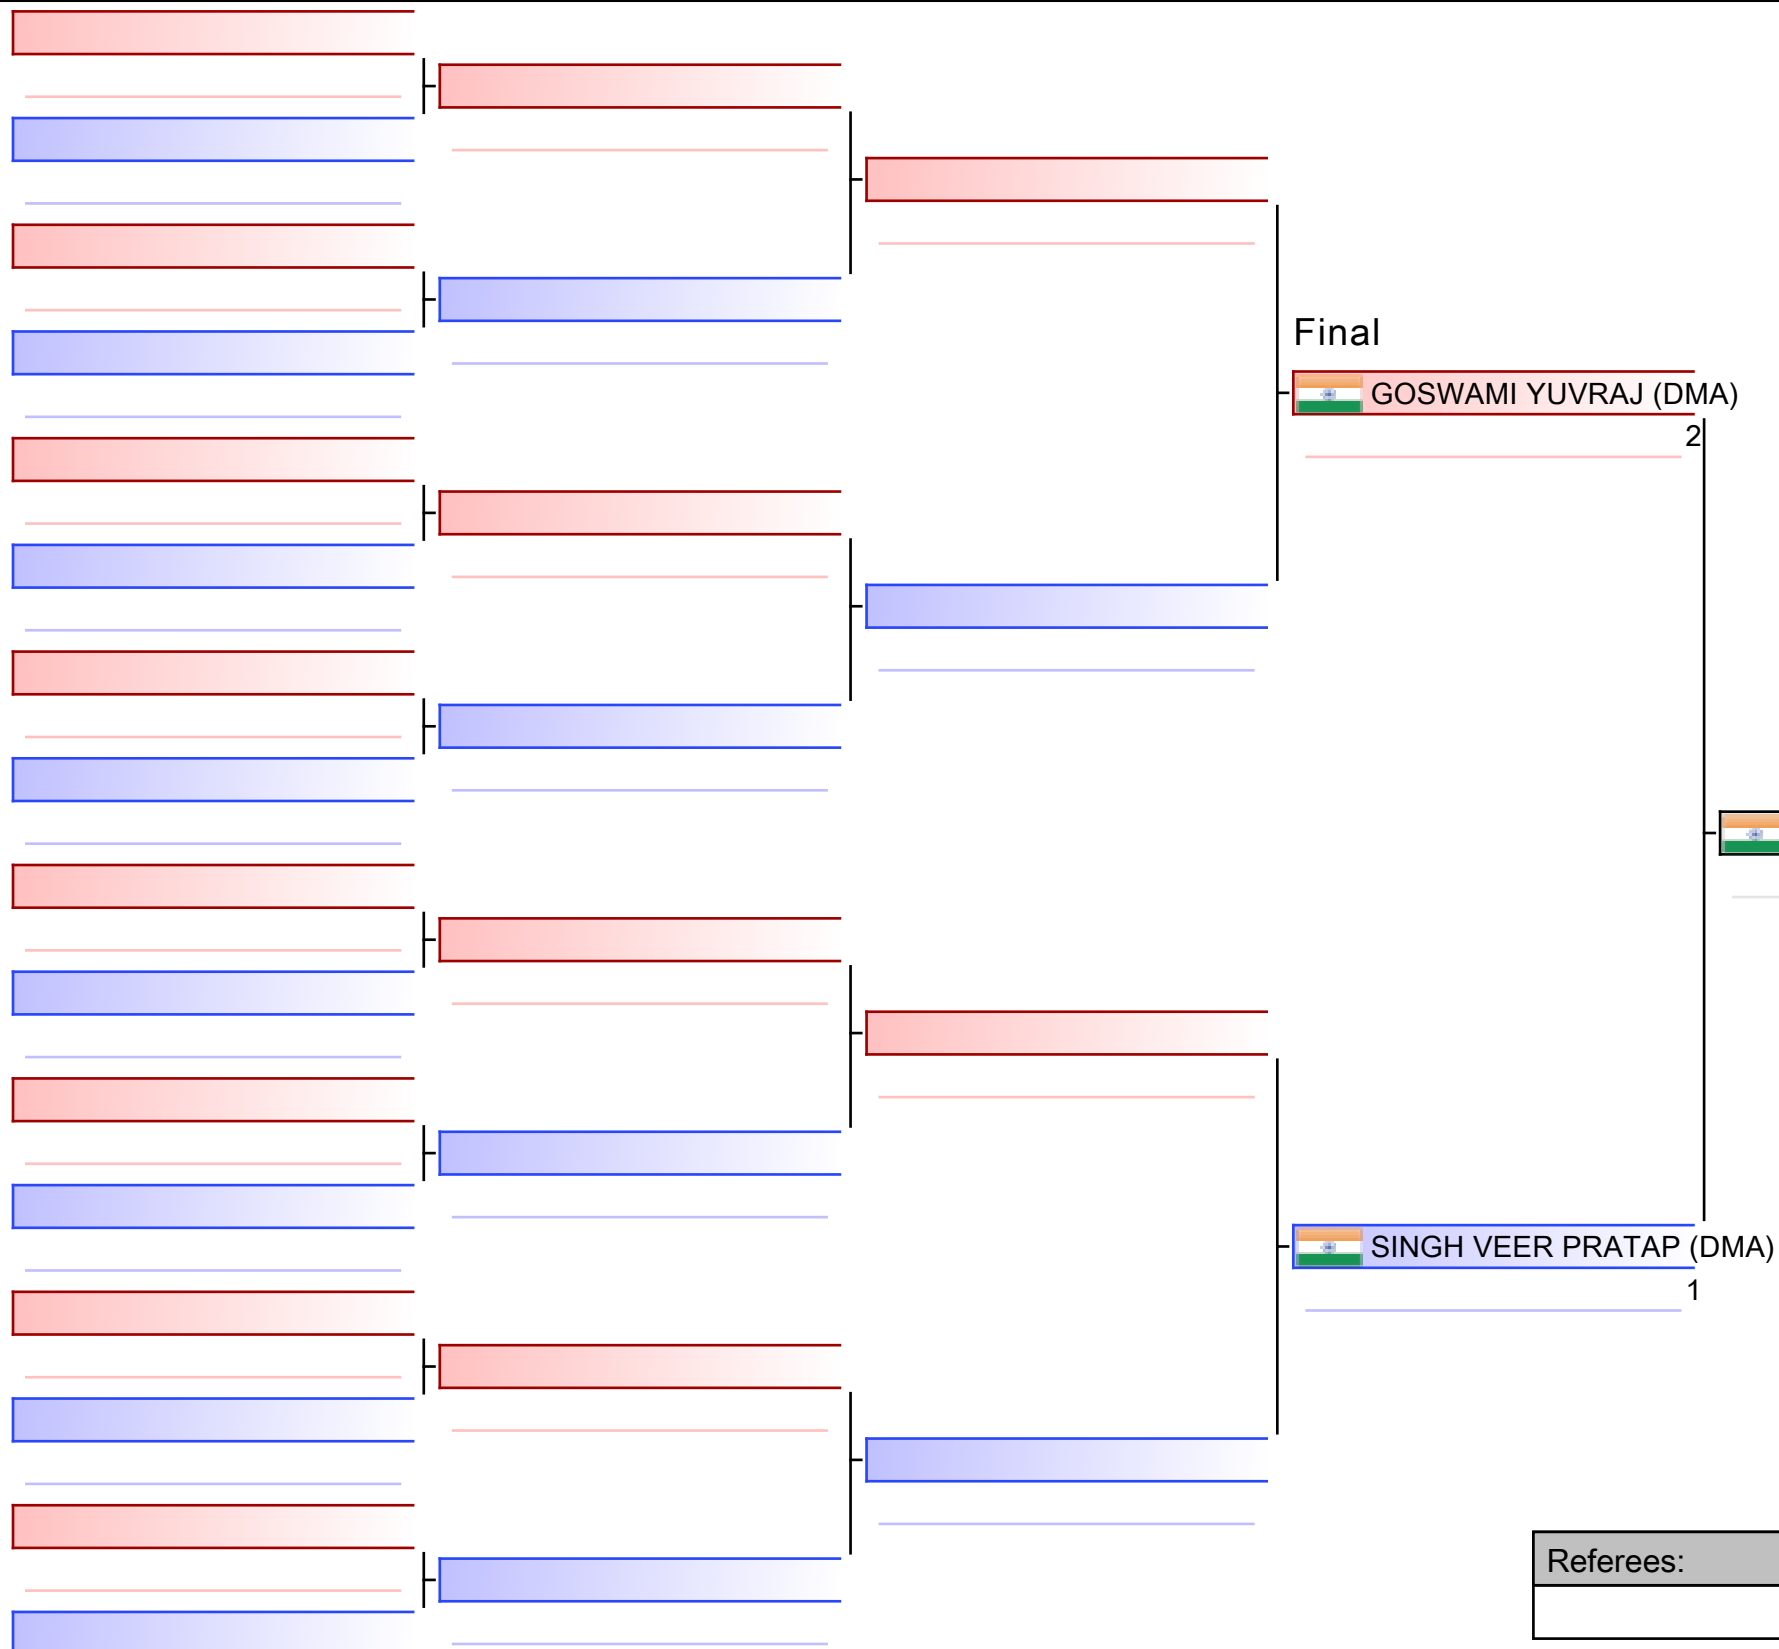 Final
GOSWAMI YUVRAJ (DMA)
2
SINGH VEER PRATAP (DMA)
1
Referees: